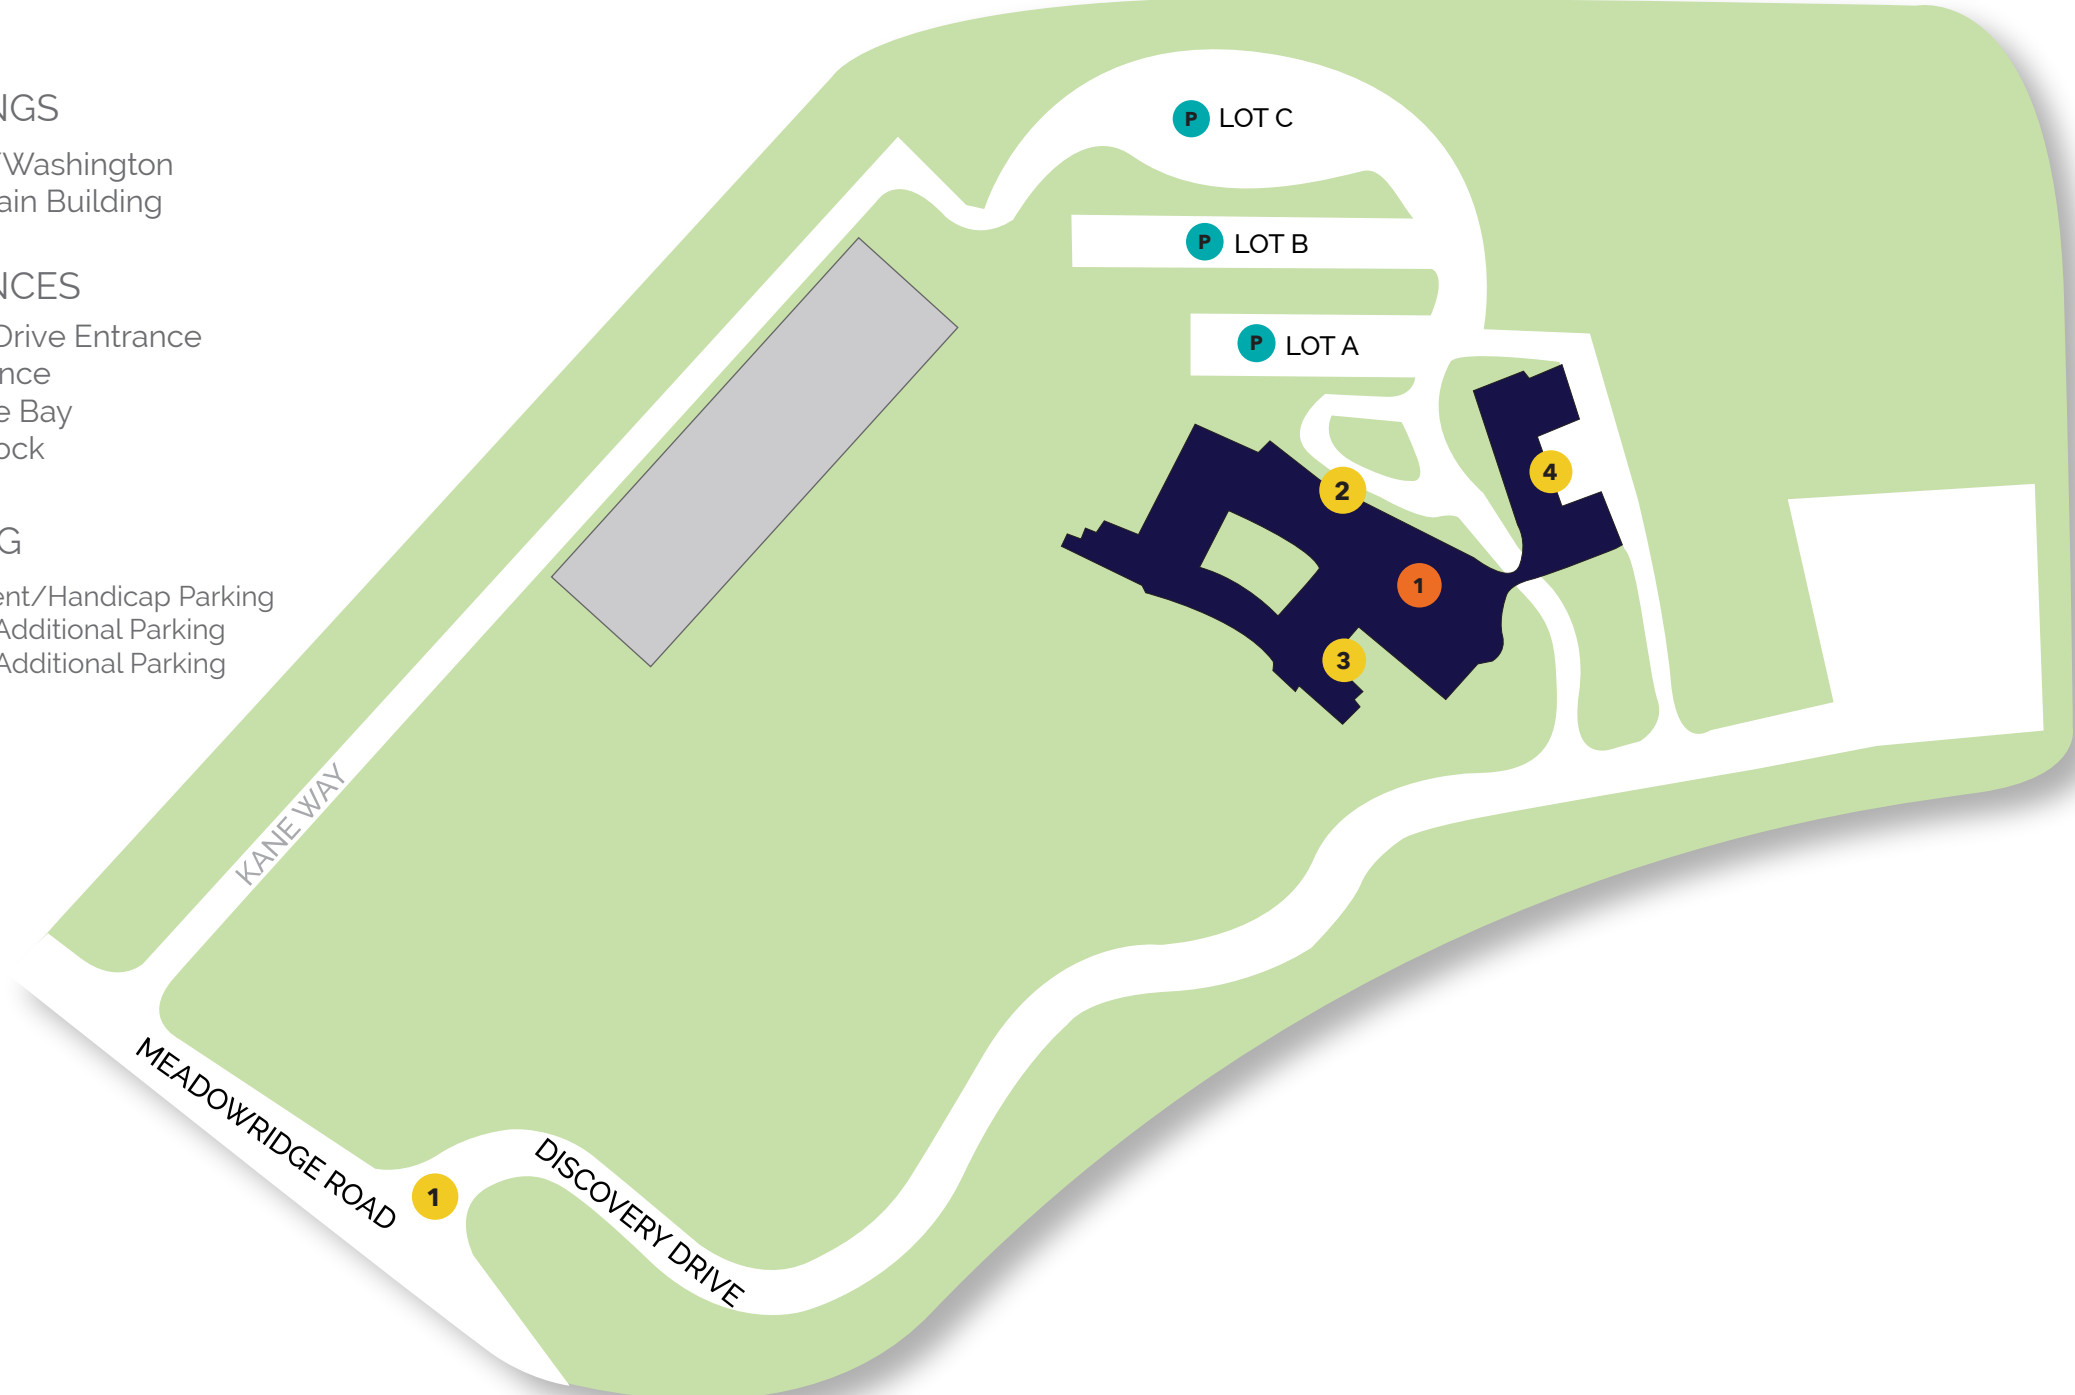 NGS
/Washington
ain Building
NCES
Drive Entrance
nce
e Bay
ock
G
ent/Handicap Parking
Additional Parking
Additional Parking
P LOT C
P LOT B
P LOT A
4
2
1
3
KANE WAY
MEADOWRIDGE ROAD
1
DISCOVERY DRIVE